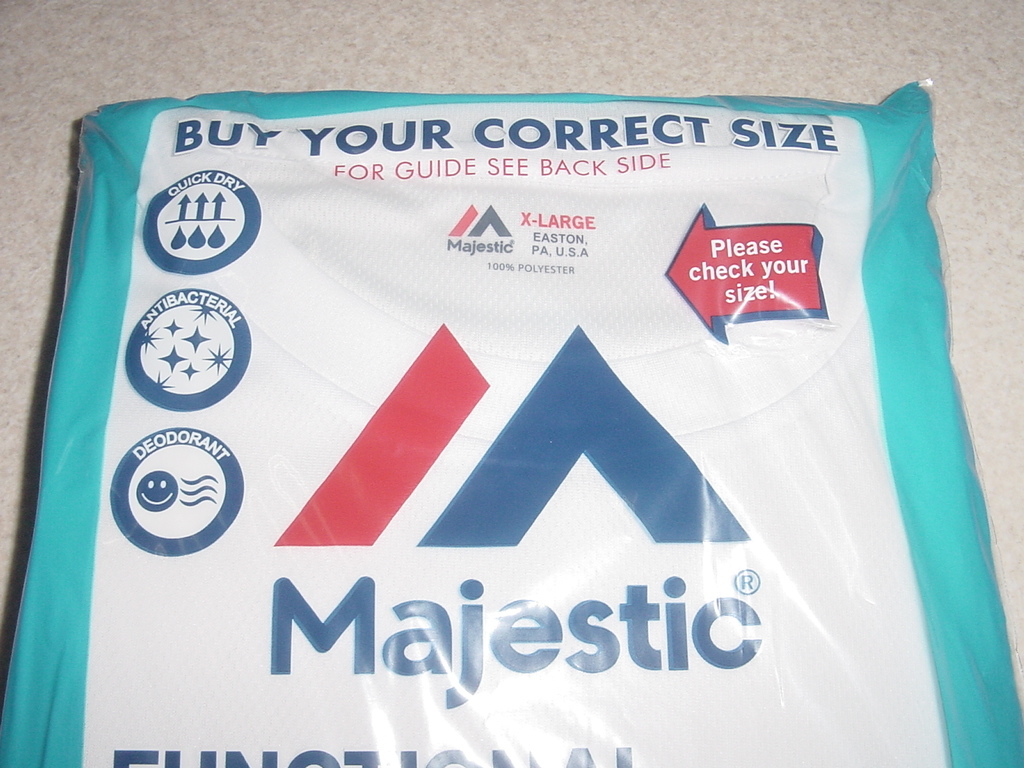 BUY YOUR CORRECT SIZE
FOR GUIDE SEE BACK SIDE
QUICK DRY
Majestic®
X-LARGE
EASTON,
PA, U.S.A
100% POLYESTER
Please
check your
size!
ANTIBACTERIAL
DEODORANT
Majestic®
FUNCTIONAL